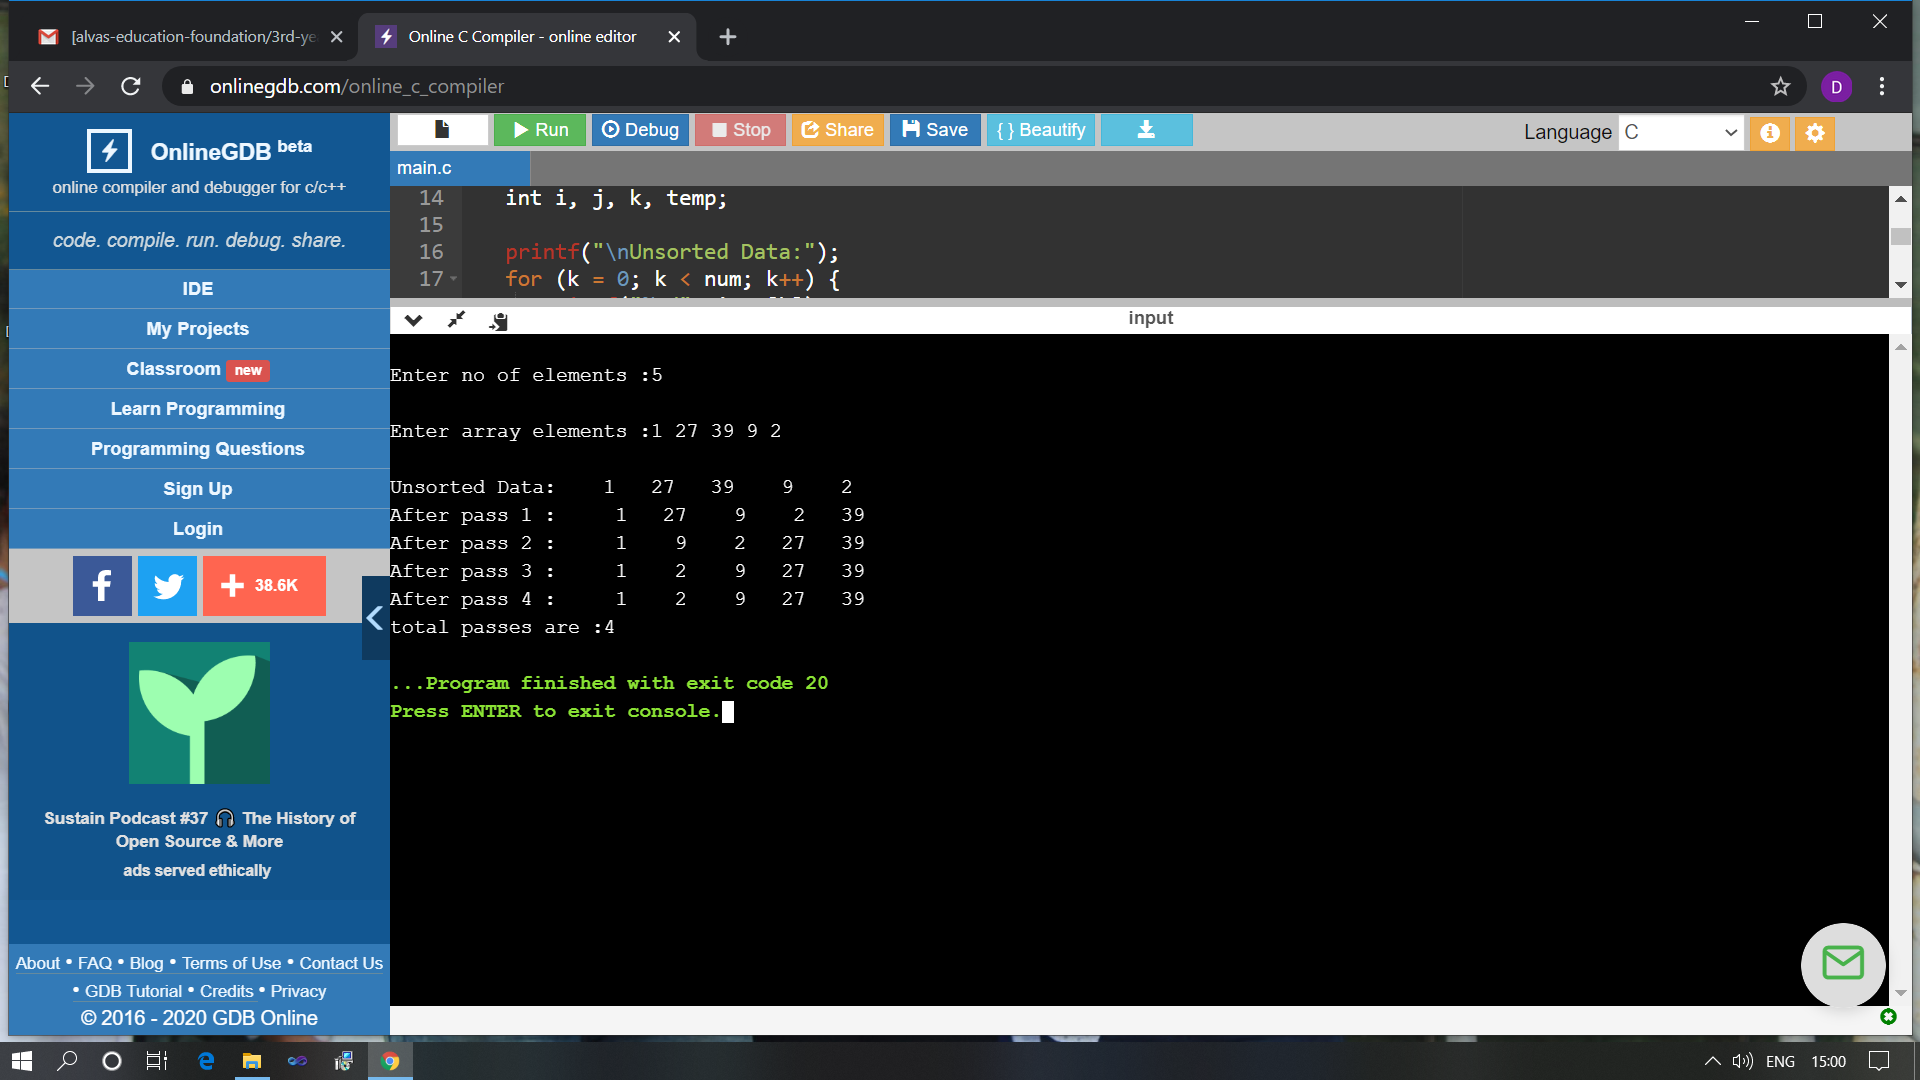 [alvas-education-foundation/3rd-ye
Online C Compiler - online editor
onlinegdb.com/online_c_compiler
D
OnlineGDB beta
online compiler and debugger for c/c++
code. compile. run. debug. share.
IDE
My Projects
Classroom new
Learn Programming
Programming Questions
Sign Up
Login
38.6K
Sustain Podcast #37 🎧 The History of
Open Source & More
ads served ethically
About • FAQ • Blog • Terms of Use • Contact Us
• GDB Tutorial • Credits • Privacy
© 2016 - 2020 GDB Online
Run Debug Stop Share Save {} Beautify
Language C
main.c
14 int i, j, k, temp;
15
16 printf("\nUnsorted Data:");
17 for (k = 0; k < num; k++) {
input
Enter no of elements :5
Enter array elements :1 27 39 9 2
Unsorted Data: 1 27 39 9 2
After pass 1 : 1 27 9 2 39
After pass 2 : 1 9 2 27 39
After pass 3 : 1 2 9 27 39
After pass 4 : 1 2 9 27 39
total passes are :4
...Program finished with exit code 20
Press ENTER to exit console.
ENG 15:00